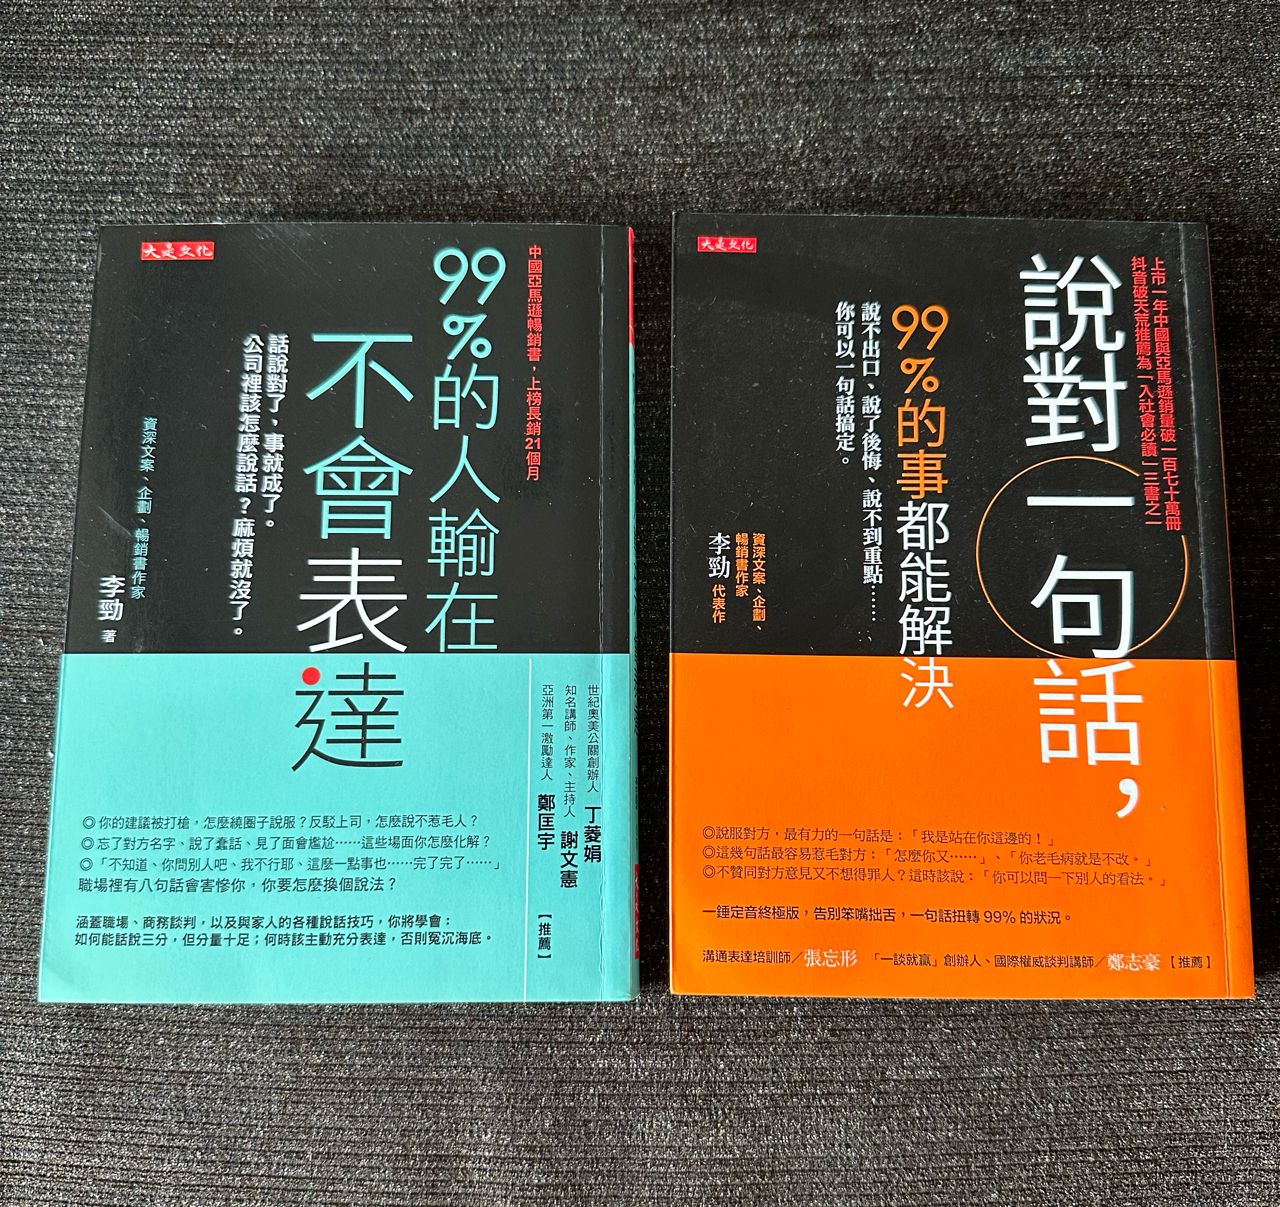 大是文化
中國亞馬遜暢銷書，上榜長銷21個月
99%的人輸在
不會表達
話說對了，事就成了。
公司裡該怎麼說話？麻煩就沒了。
資深文案、企劃、暢銷書作家
李勁 著
世紀奧美公關創辦人 丁菱娟
知名講師、作家、主持人 謝文憲
亞洲第一激勵達人 鄭匡宇
【推薦】
◎你的建議被打槍，怎麼繞圈子說服？反駁上司，怎麼說不惹毛人？
◎忘了對方名字、說了蠢話、見了面會尷尬……這些場面你怎麼化解？
◎「不知道、你問別人吧、我不行耶、這麼一點事也……完了完了……」
職場裡有八句話會害慘你，你要怎麼換個說法？
涵蓋職場、商務談判，以及與家人的各種說話技巧，你將學會：
如何能話說三分，但分量十足；何時該主動充分表達，否則冤沉海底。
大是文化
上市一年中國與亞馬遜銷量破一百七十萬冊
抖音破天荒推薦為「入社會必讀」三書之一
說對一句話，
99%的事都能解決
說不出口、說了後悔、說不到重點……
你可以一句話搞定。
資深文案、企劃、
暢銷書作家
李勁 代表作
◎說服對方，最有力的一句話是：「我是站在你這邊的！」
◎這幾句話最容易惹毛對方：「怎麼你又……」、「你老毛病就是不改。」
◎不贊同對方意見又不想得罪人？這時該說：「你可以問一下別人的看法。」
一錘定音終極版，告別笨嘴拙舌，一句話扭轉99%的狀況。
溝通表達培訓師／張忘形 「一談就贏」創辦人、國際權威談判講師／鄭志豪【推薦】